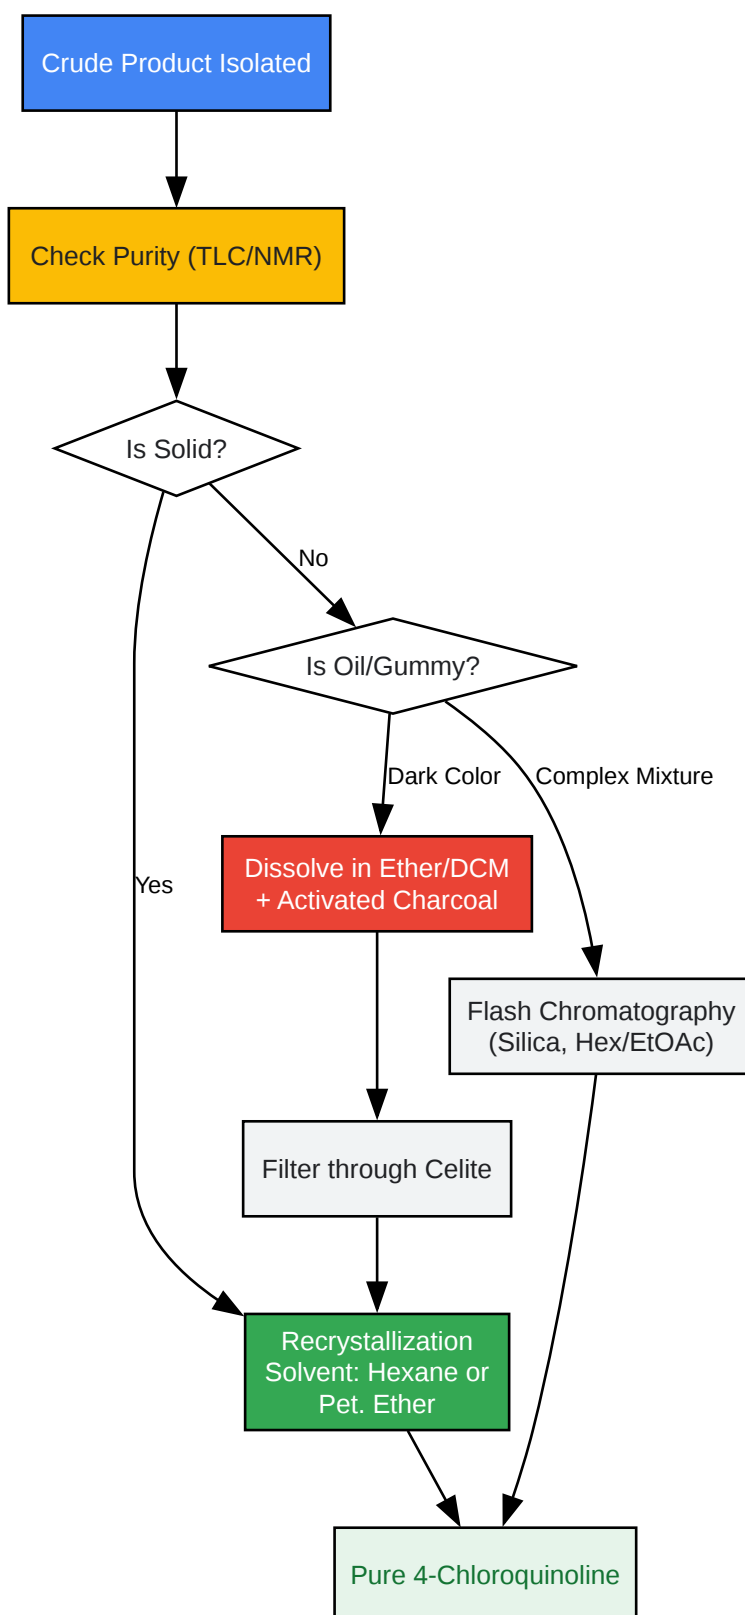 Crude Product Isolated
Check Purity (TLC/NMR)
Is Solid?
No
Is Oil/Gummy?
Dark Color
Complex Mixture
Dissolve in Ether/DCM
+ Activated Charcoal
Yes
Flash Chromatography
(Silica, Hex/EtOAc)
Filter through Celite
Recrystallization
Solvent: Hexane or
Pet. Ether
Pure 4-Chloroquinoline